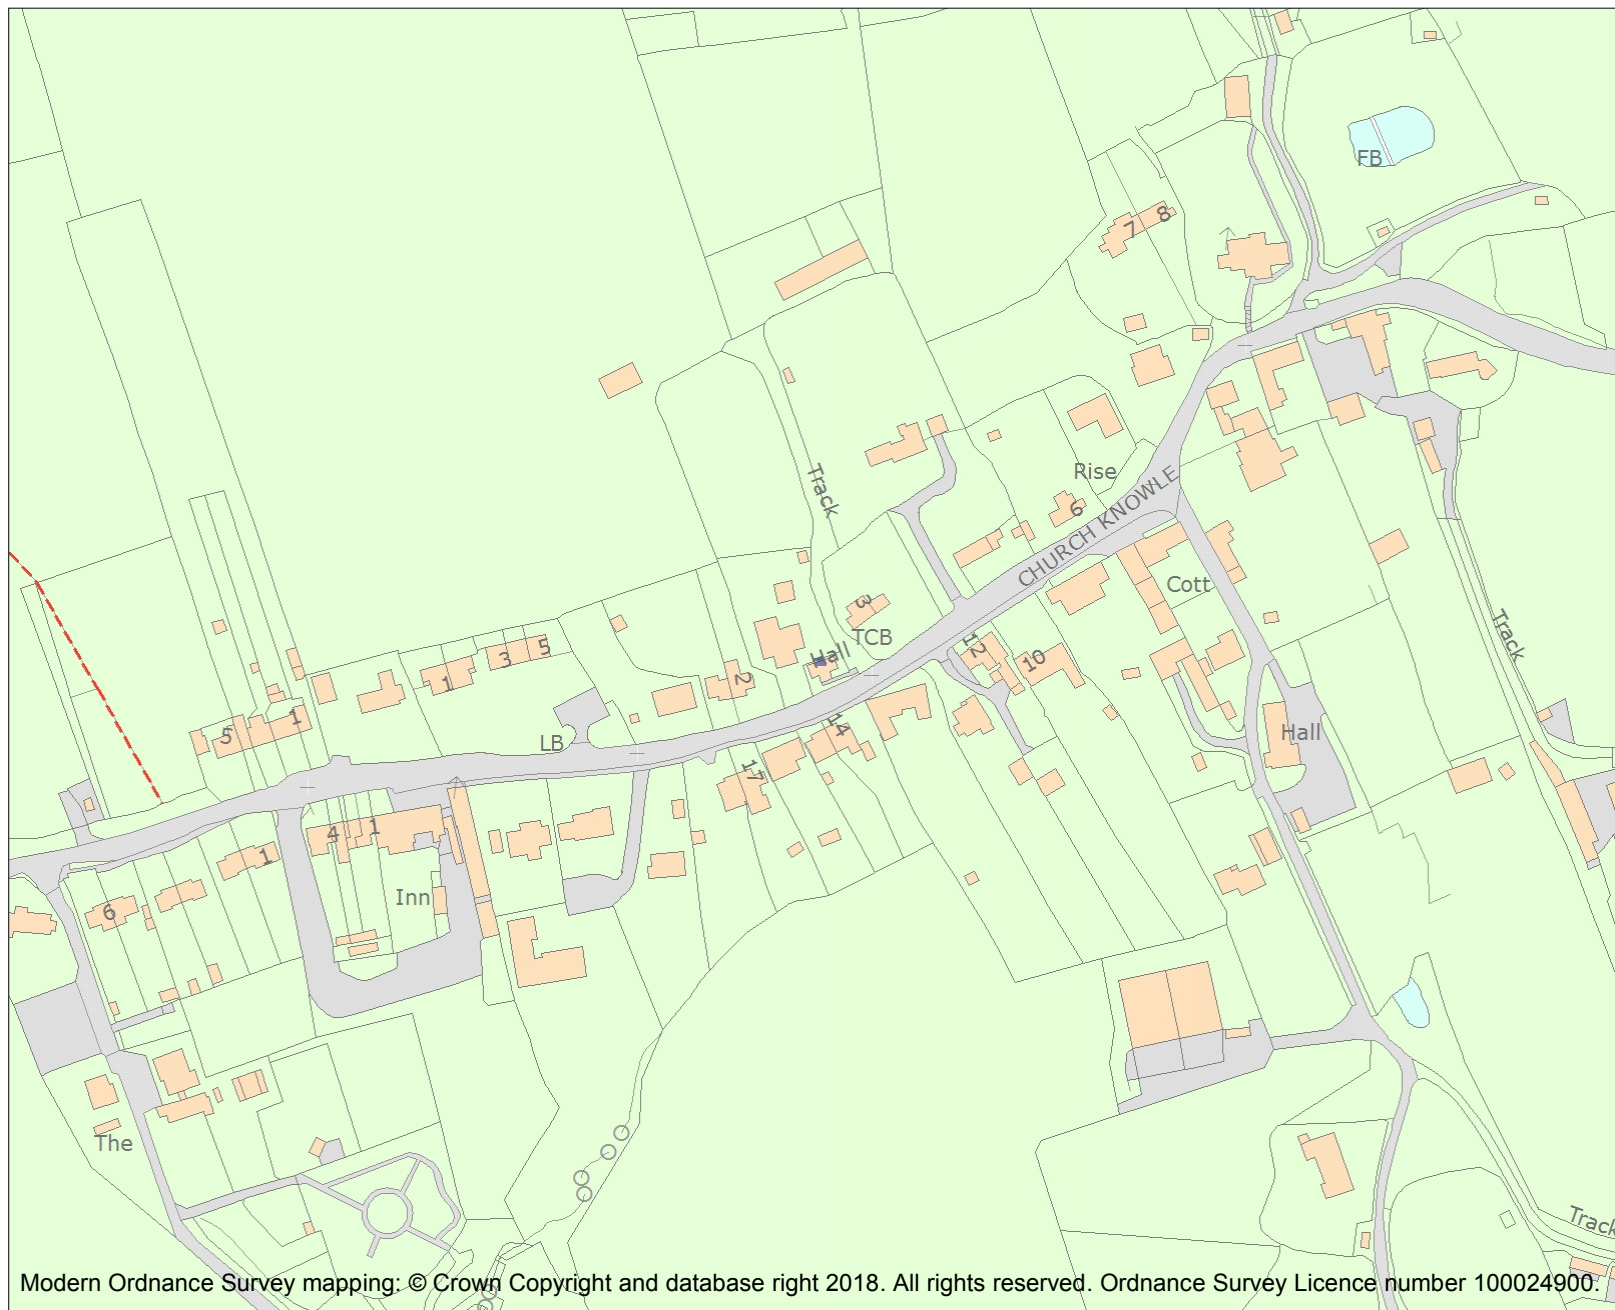 FB
8
7
Track
Rise
6
CHURCH KNOWLE
Cott
3
TCB
Hall
12
10
Track
5
3
1
2
1
5
LB
14
Hall
17
4
1
1
Inn
6
The
Track
Modern Ordnance Survey mapping: © Crown Copyright and database right 2018. All rights reserved. Ordnance Survey Licence number 100024900.